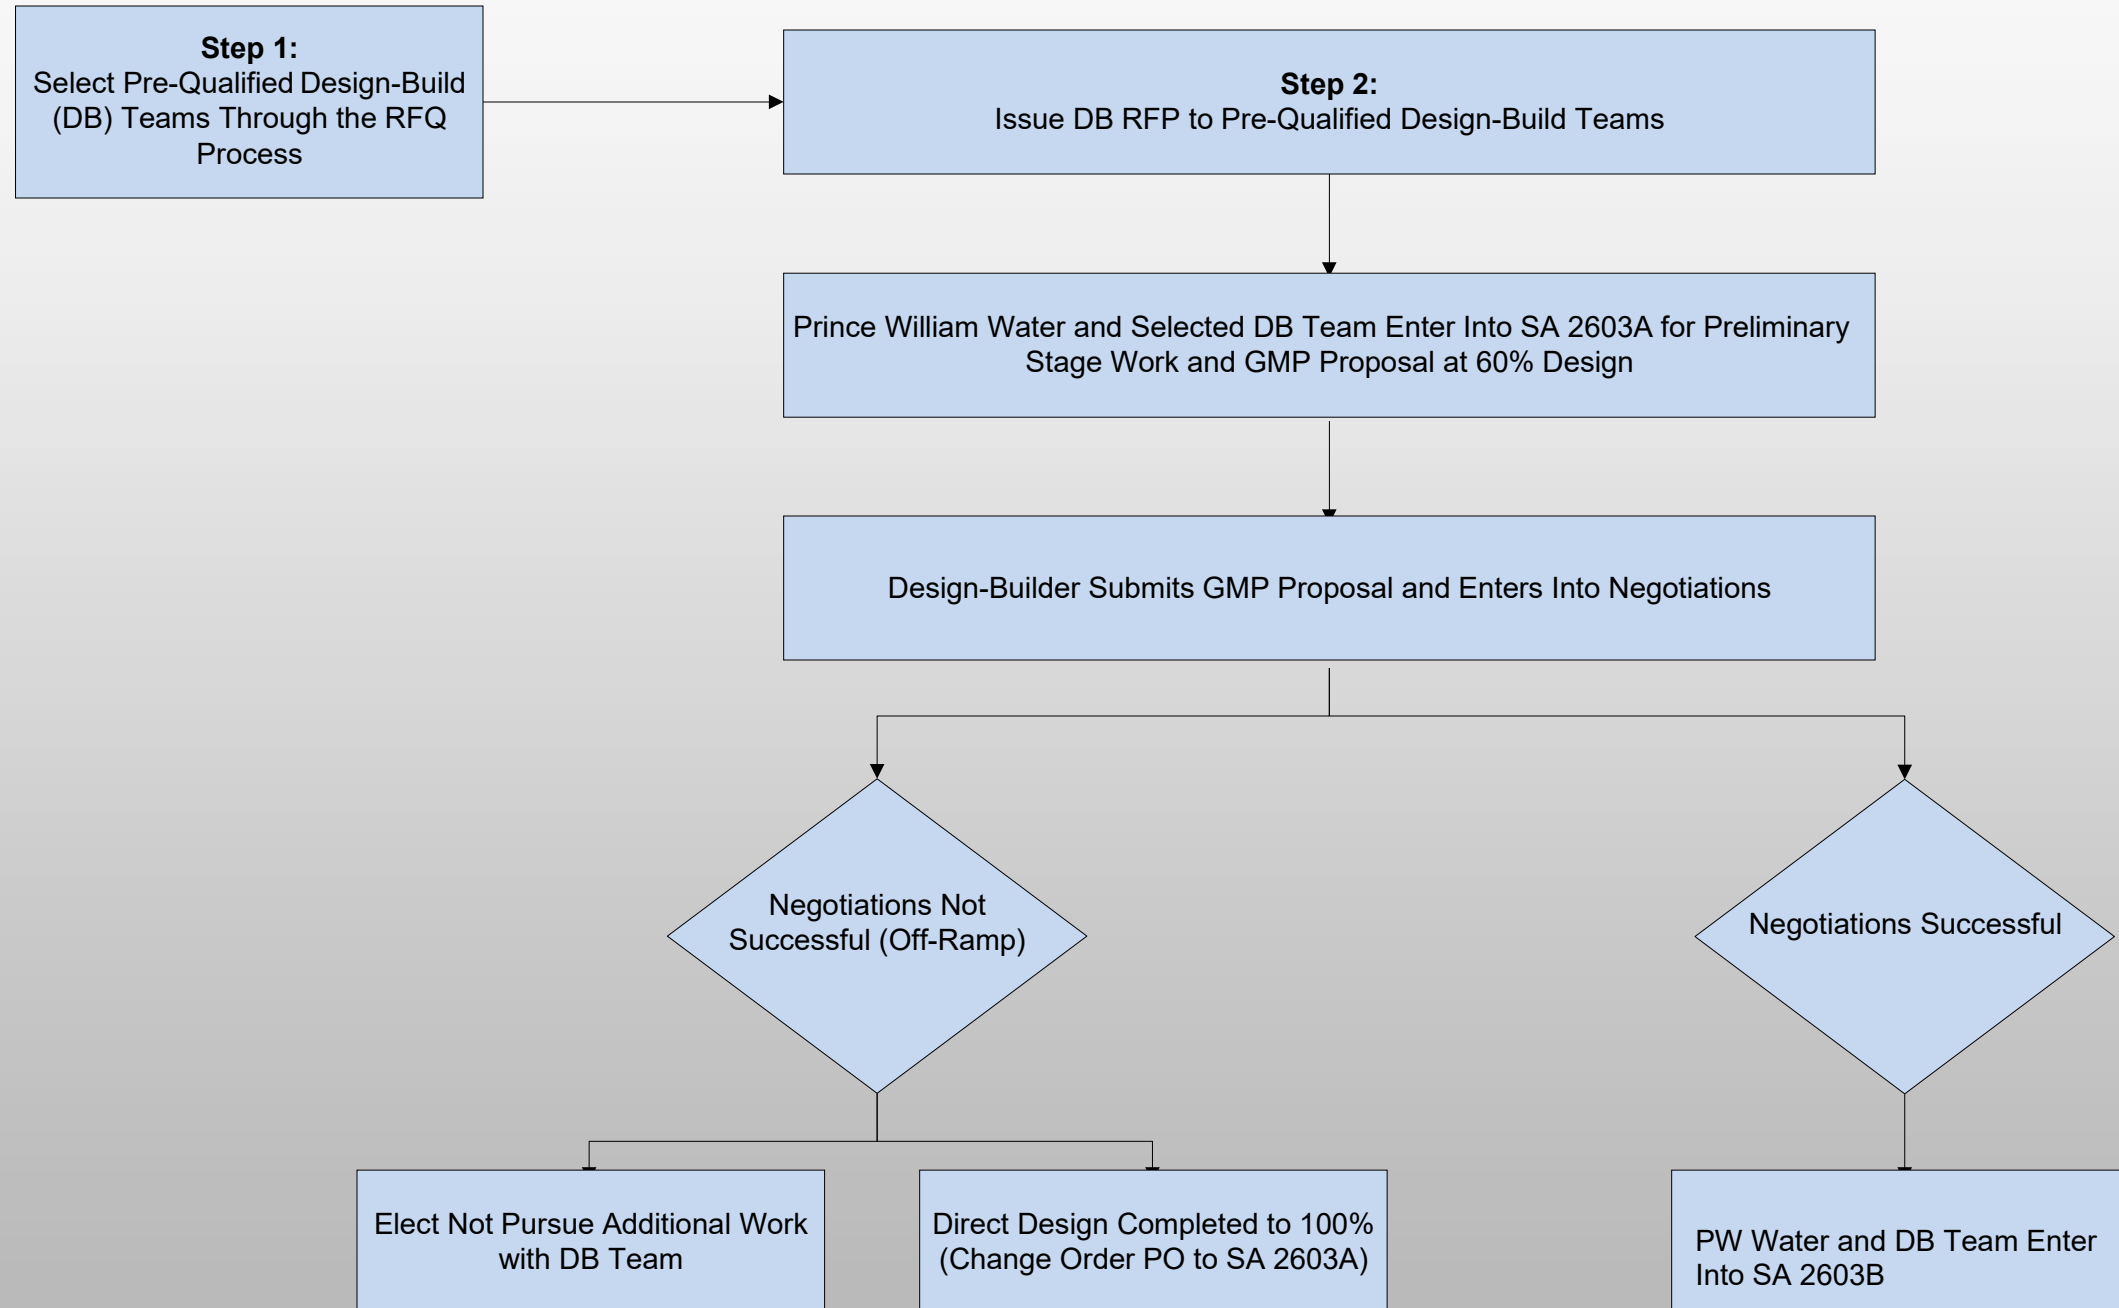 Step 1:
Select Pre-Qualified Design-Build
(DB) Teams Through the RFQ
Process
Step 2:
Issue DB RFP to Pre-Qualified Design-Build Teams
Prince William Water and Selected DB Team Enter Into SA 2603A for Preliminary
Stage Work and GMP Proposal at 60% Design
Design-Builder Submits GMP Proposal and Enters Into Negotiations
Negotiations Not
Successful (Off-Ramp)
Negotiations Successful
Elect Not Pursue Additional Work
with DB Team
Direct Design Completed to 100%
(Change Order PO to SA 2603A)
PW Water and DB Team Enter
Into SA 2603B